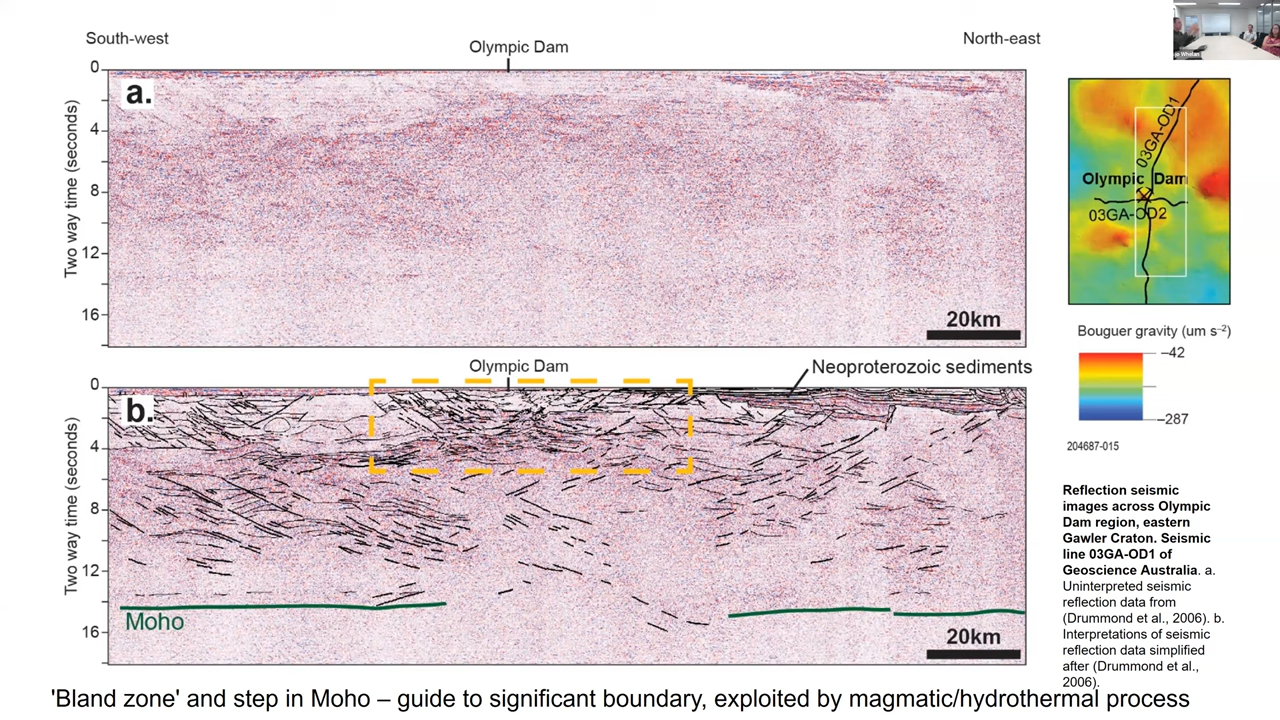 South-west
Olympic Dam
North-east
a.
Two way time (seconds)
0
4
8
12
16
20km
03GA-OD1
Olympic Dam
03GA-OD2
Bouguer gravity (um s⁻²)
–42
–287
204687-015
Olympic Dam
Neoproterozoic sediments
b.
Two way time (seconds)
0
4
8
12
16
Moho
20km
Reflection seismic
images across Olympic
Dam region, eastern
Gawler Craton. Seismic
line 03GA-OD1 of
Geoscience Australia. a.
Uninterpreted seismic
reflection data from
(Drummond et al., 2006). b.
Interpretations of seismic
reflection data simplified
after (Drummond et al.,
2006).
'Bland zone' and step in Moho – guide to significant boundary, exploited by magmatic/hydrothermal process